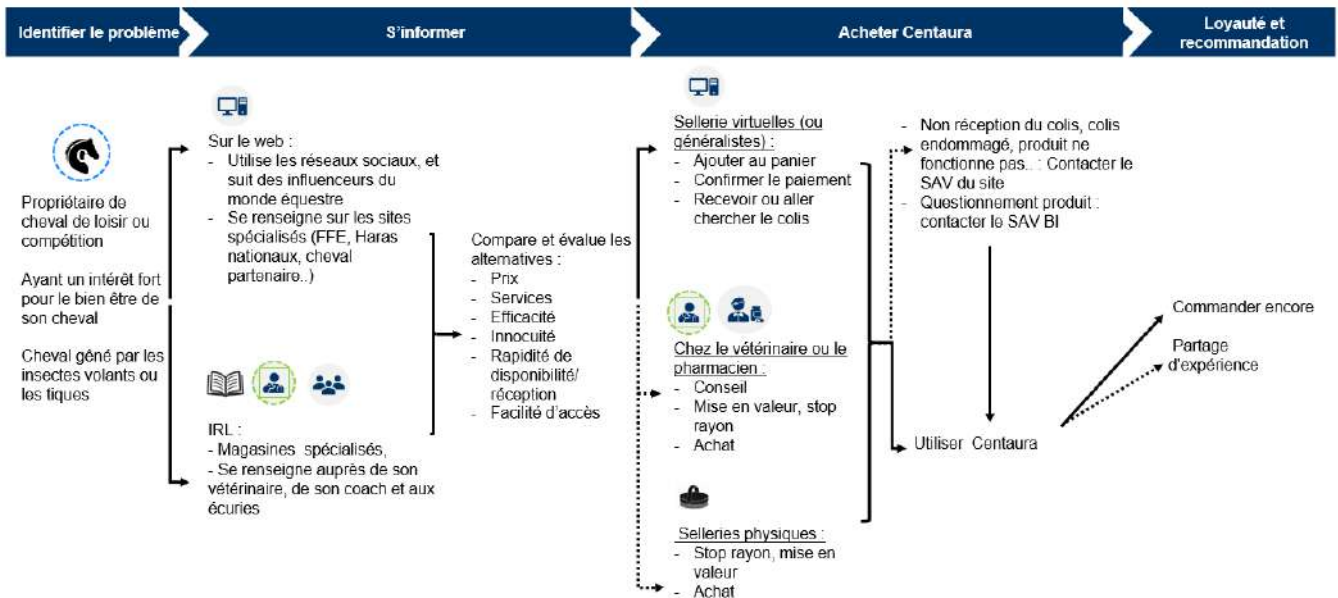 Identifier le problème
S'informer
Acheter Centaura
Loyauté et
recommandation
Propriétaire de
cheval de loisir ou
compétition
Ayant un intérêt fort
pour le bien être de
son cheval
Cheval gêné par les
insectes volants ou
les tiques
Sur le web :
- Utilise les réseaux sociaux, et
suit des influenceurs du
monde équestre
- Se renseigne sur les sites
spécialisés (FFE, Haras
nationaux, cheval
partenaire..)
IRL :
- Magasines spécialisés,
- Se renseigne auprès de son
vétérinaire, de son coach et aux
écuries
Compare et évalue les
alternatives :
- Prix
- Services
- Efficacité
- Innocuité
- Rapidité de
disponibilité/
réception
- Facilité d'accès
Sellerie virtuelles (ou
généralistes) :
- Ajouter au panier
- Confirmer le paiement
- Recevoir ou aller
chercher le colis
Chez le vétérinaire ou le
pharmacien :
- Conseil
- Mise en valeur, stop
rayon
- Achat
Selleries physiques :
- Stop rayon, mise en
valeur
- Achat
- Non réception du colis, colis
endommagé, produit ne
fonctionne pas.. : Contacter le
SAV du site
- Questionnement produit :
contacter le SAV BI
Utiliser Centaura
Commander encore
Partage
d'expérience